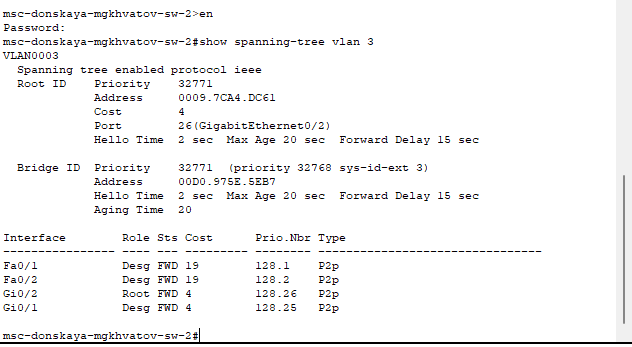 msc-donskaya-mgkhvatov-sw-2>en
Password:
msc-donskaya-mgkhvatov-sw-2#show spanning-tree vlan 3
VLAN0003
  Spanning tree enabled protocol ieee
  Root ID    Priority    32771
             Address     0009.7CA4.DC61
             Cost        4
             Port        26(GigabitEthernet0/2)
             Hello Time  2 sec  Max Age 20 sec  Forward Delay 15 sec

  Bridge ID  Priority    32771  (priority 32768 sys-id-ext 3)
             Address     00D0.975E.5EB7
             Hello Time  2 sec  Max Age 20 sec  Forward Delay 15 sec
             Aging Time  20

Interface        Role Sts Cost      Prio.Nbr Type
---------------- ---- --- --------- -------- --------------------------------
Fa0/1            Desg FWD 19        128.1    P2p
Fa0/2            Desg FWD 19        128.2    P2p
Gi0/2            Root FWD 4         128.26   P2p
Gi0/1            Desg FWD 4         128.25   P2p

msc-donskaya-mgkhvatov-sw-2#